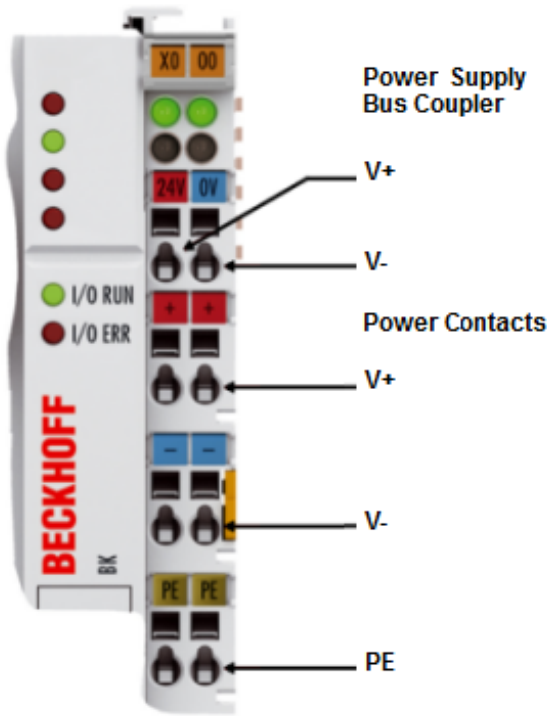 X0 00
Power Supply
Bus Coupler
V+
24V 0V
V-
I/O RUN
+ +
Power Contacts
I/O ERR
V+
BECKHOFF
- -
V-
BK
PE PE
PE